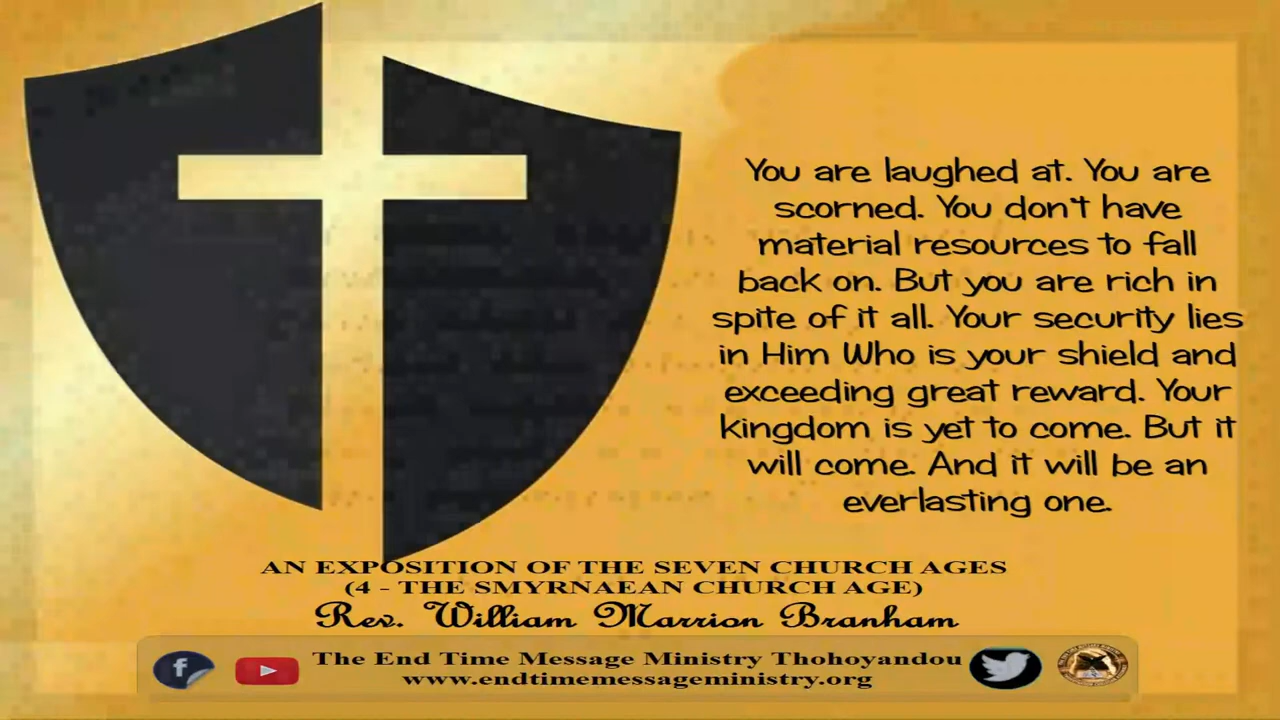 You are laughed at. You are
scorned. You don't have
material resources to fall
back on. But you are rich in
spite of it all. Your security lies
in Him Who is your shield and
exceeding great reward. Your
kingdom is yet to come. But it
will come. And it will be an
everlasting one.
AN EXPOSITION OF THE SEVEN CHURCH AGES
(4 - THE SMYRNAEAN CHURCH AGE)
Rev. William Marrion Branham
The End Time Message Ministry Thohoyandou
www.endtimemessageministry.org